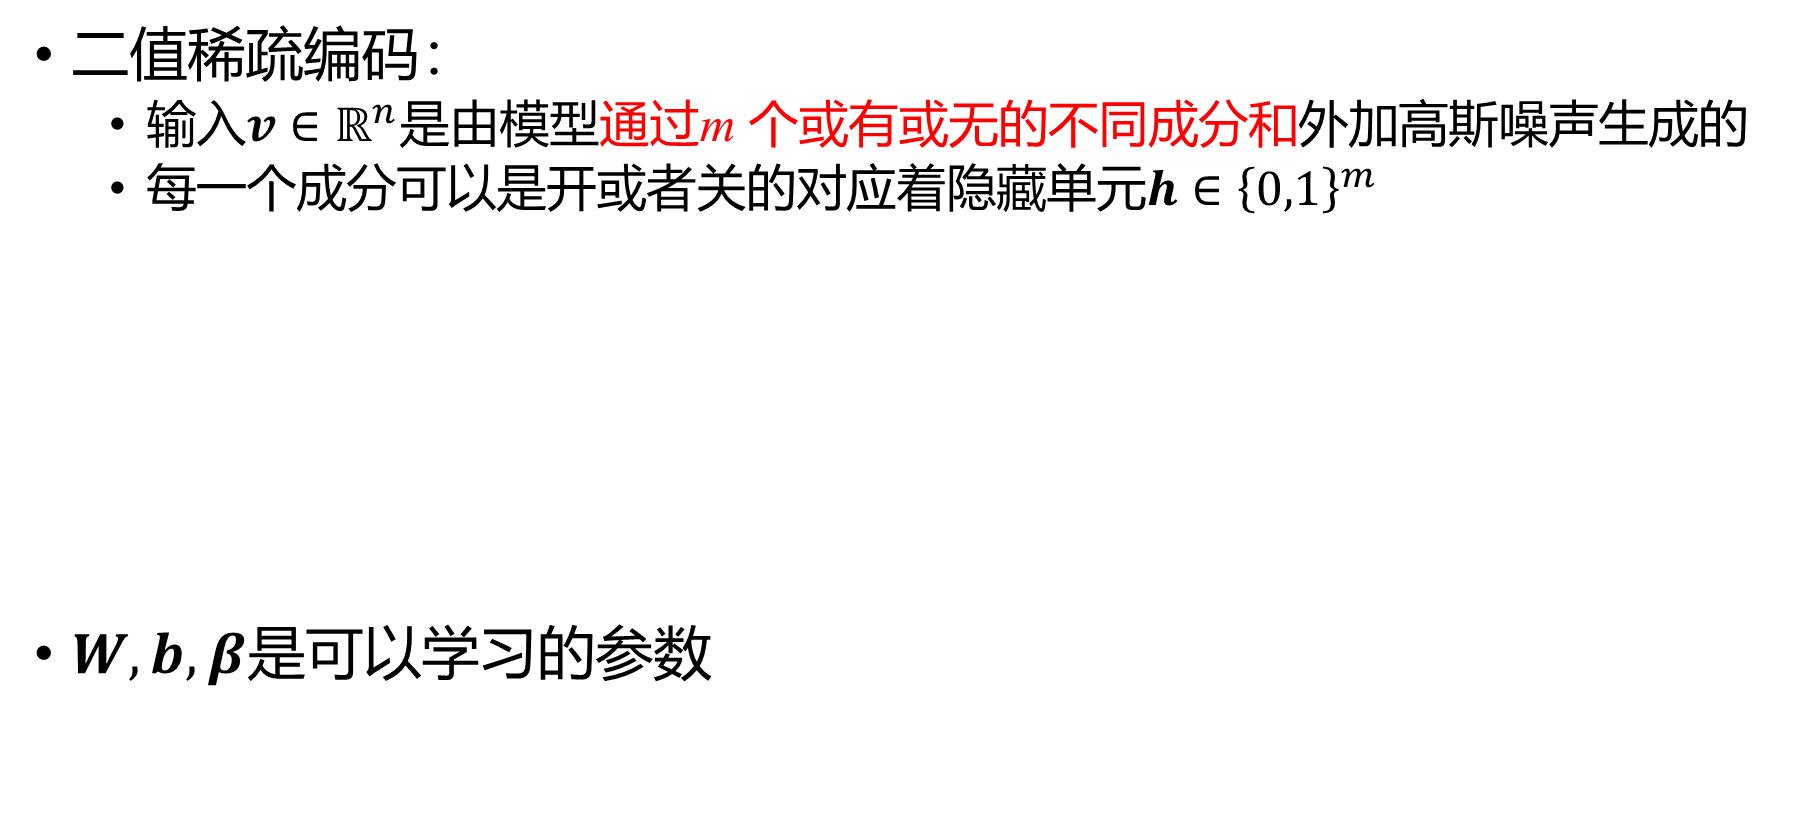 • 二值稀疏编码：
• 输入𝒗 ∈ ℝⁿ是由模型通过m 个或有或无的不同成分和外加高斯噪声生成的
• 每一个成分可以是开或者关的对应着隐藏单元𝒉 ∈ {0,1}ᵐ
• 𝑾, 𝒃, 𝜷是可以学习的参数